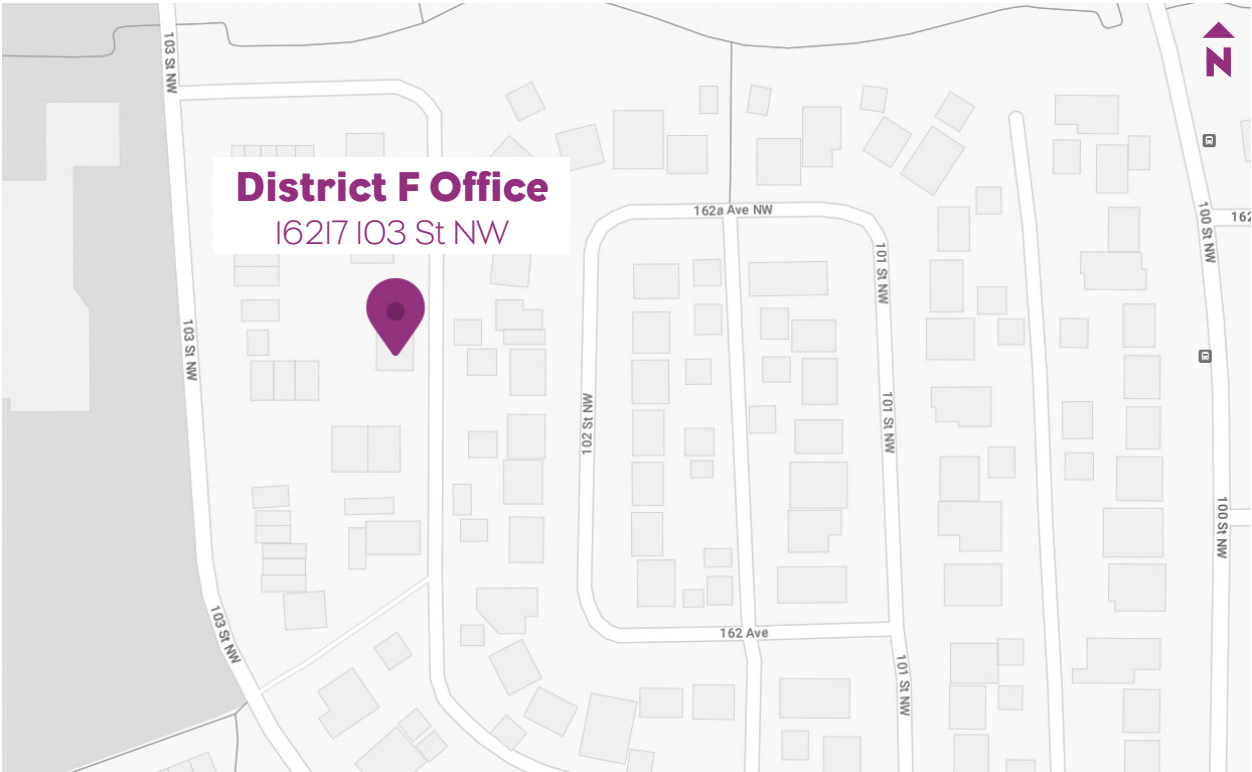 103 St NW
N
District F Office
16217 103 St NW
162a Ave NW
100 St NW
162
101 St NW
103 St NW
102 St NW
101 St NW
100 St NW
103 St NW
162 Ave
101 St NW